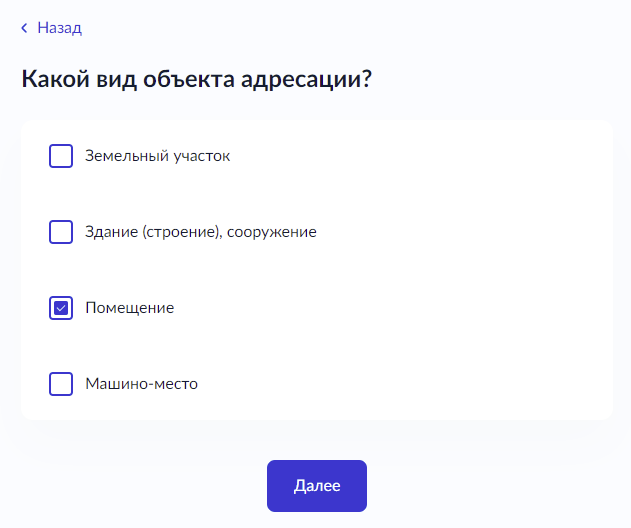 Назад
Какой вид объекта адресации?
Земельный участок
Здание (строение), сооружение
Помещение
Машино-место
Далее